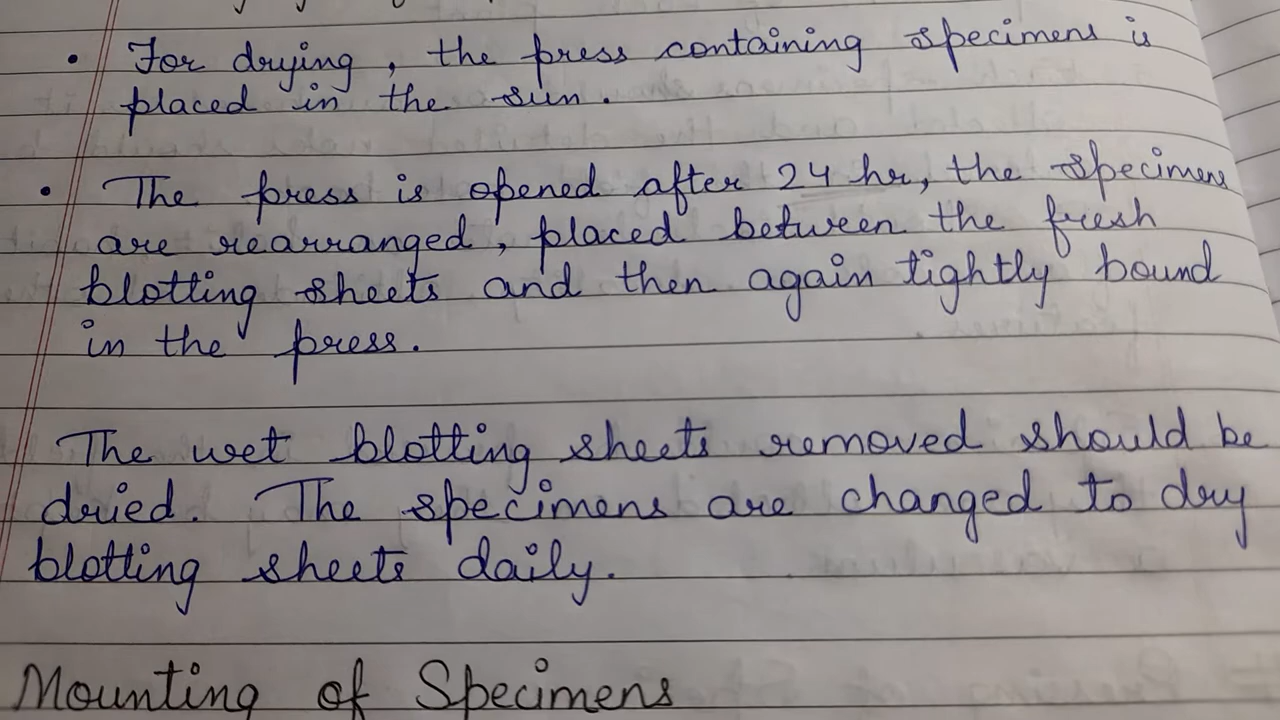 • For drying, the press containing specimens is
placed in the sun.
• The press is opened after 24 hr, the specimens
are rearranged, placed between the fresh
blotting sheets and then again tightly bound
in the press.
The wet blotting sheets removed should be
dried. The specimens are changed to dry
blotting sheets daily.
Mounting of Specimens